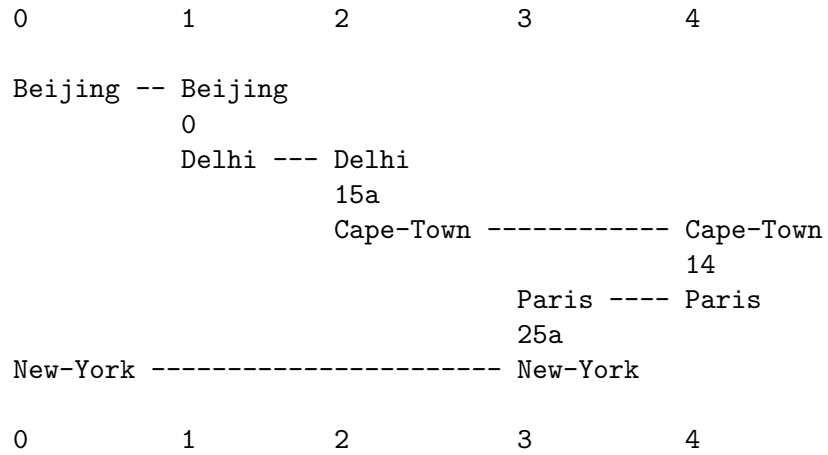 0 1 2 3 4
Beijing -- Beijing
0
Delhi --- Delhi
15a
Cape-Town ------------ Cape-Town
14
Paris ---- Paris
25a
New-York ----------------------- New-York
0 1 2 3 4